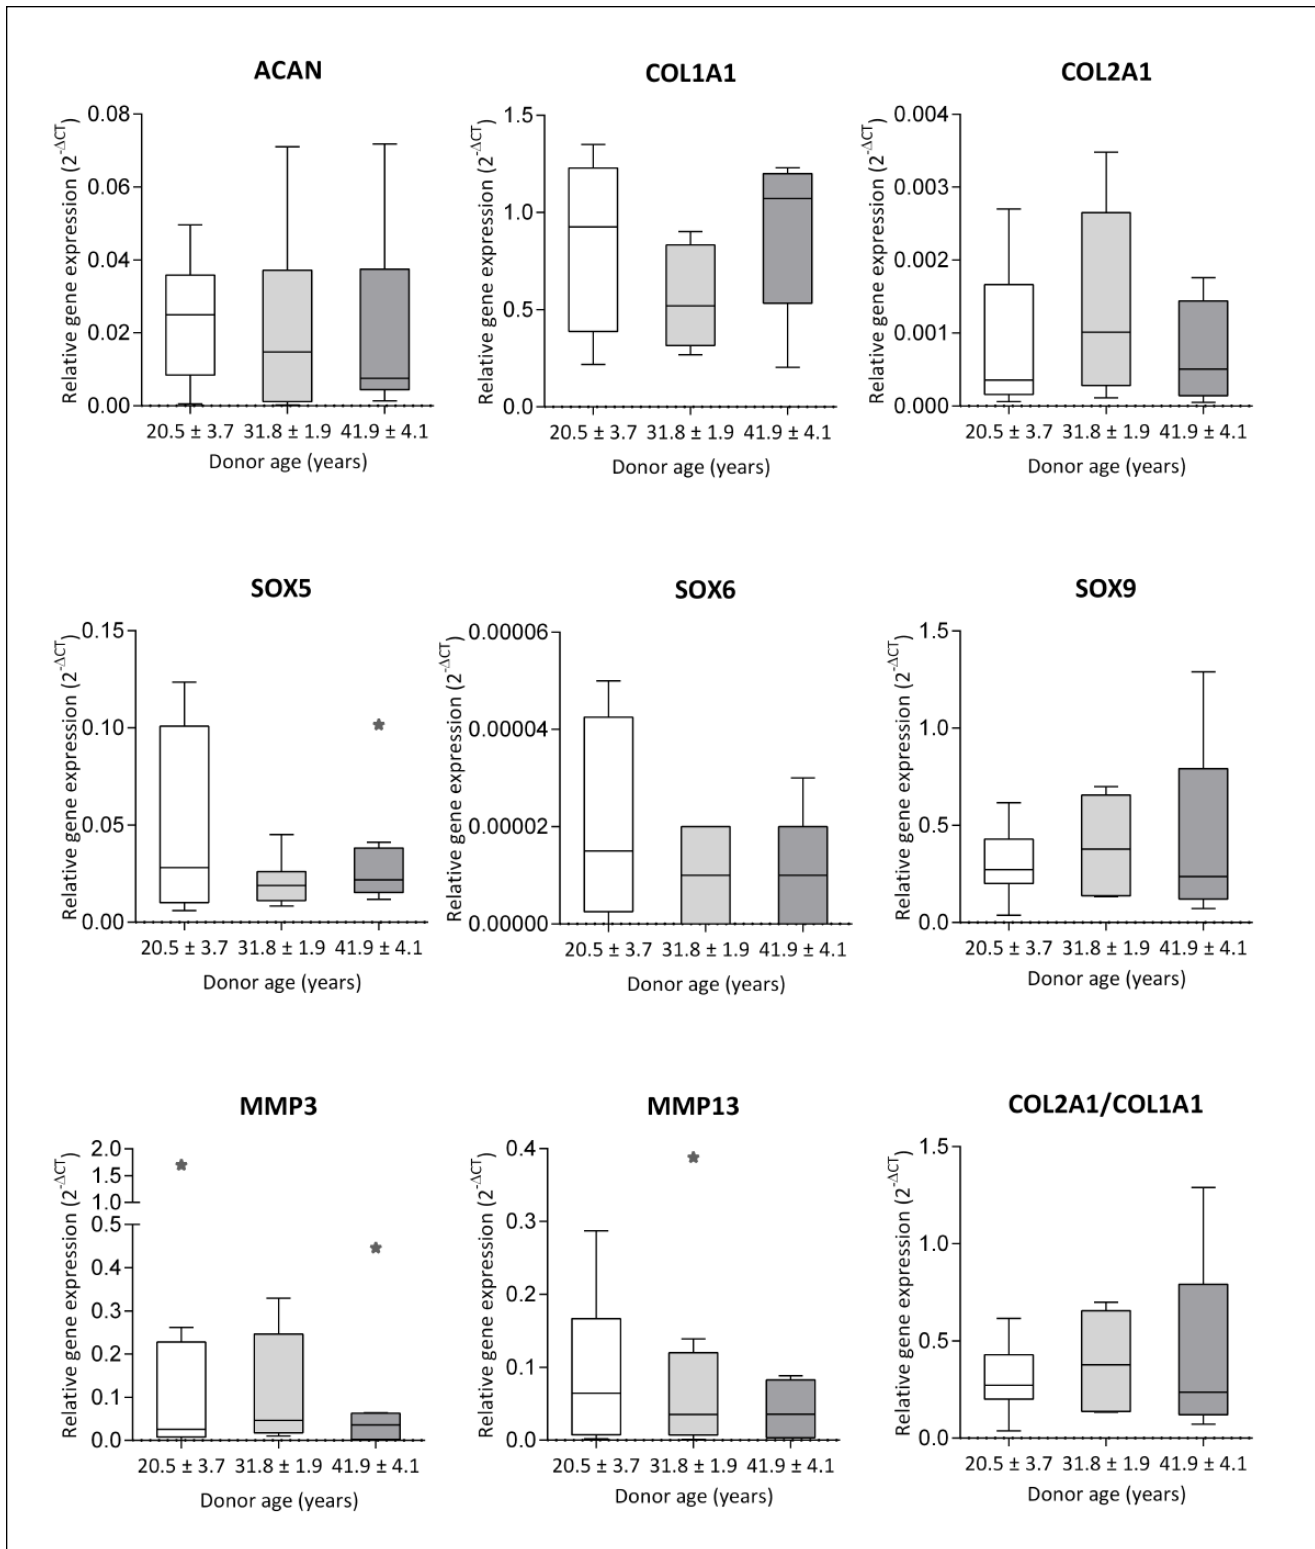 ACAN
Relative gene expression (2^-ΔCT)
0.08
0.06
0.04
0.02
0.00
20.5 ± 3.7 31.8 ± 1.9 41.9 ± 4.1
Donor age (years)
COL1A1
Relative gene expression (2^-ΔCT)
1.5
1.0
0.5
0.0
20.5 ± 3.7 31.8 ± 1.9 41.9 ± 4.1
Donor age (years)
COL2A1
Relative gene expression (2^-ΔCT)
0.004
0.003
0.002
0.001
0.000
20.5 ± 3.7 31.8 ± 1.9 41.9 ± 4.1
Donor age (years)
SOX5
Relative gene expression (2^-ΔCT)
0.15
0.10
0.05
0.00
20.5 ± 3.7 31.8 ± 1.9 41.9 ± 4.1
Donor age (years)
SOX6
Relative gene expression (2^-ΔCT)
0.00006
0.00004
0.00002
0.00000
20.5 ± 3.7 31.8 ± 1.9 41.9 ± 4.1
Donor age (years)
SOX9
Relative gene expression (2^-ΔCT)
1.5
1.0
0.5
0.0
20.5 ± 3.7 31.8 ± 1.9 41.9 ± 4.1
Donor age (years)
MMP3
Relative gene expression (2^-ΔCT)
2.0
1.5
1.0
0.5
0.4
0.3
0.2
0.1
0.0
20.5 ± 3.7 31.8 ± 1.9 41.9 ± 4.1
Donor age (years)
MMP13
Relative gene expression (2^-ΔCT)
0.4
0.3
0.2
0.1
0.0
20.5 ± 3.7 31.8 ± 1.9 41.9 ± 4.1
Donor age (years)
COL2A1/COL1A1
Relative gene expression (2^-ΔCT)
1.5
1.0
0.5
0.0
20.5 ± 3.7 31.8 ± 1.9 41.9 ± 4.1
Donor age (years)